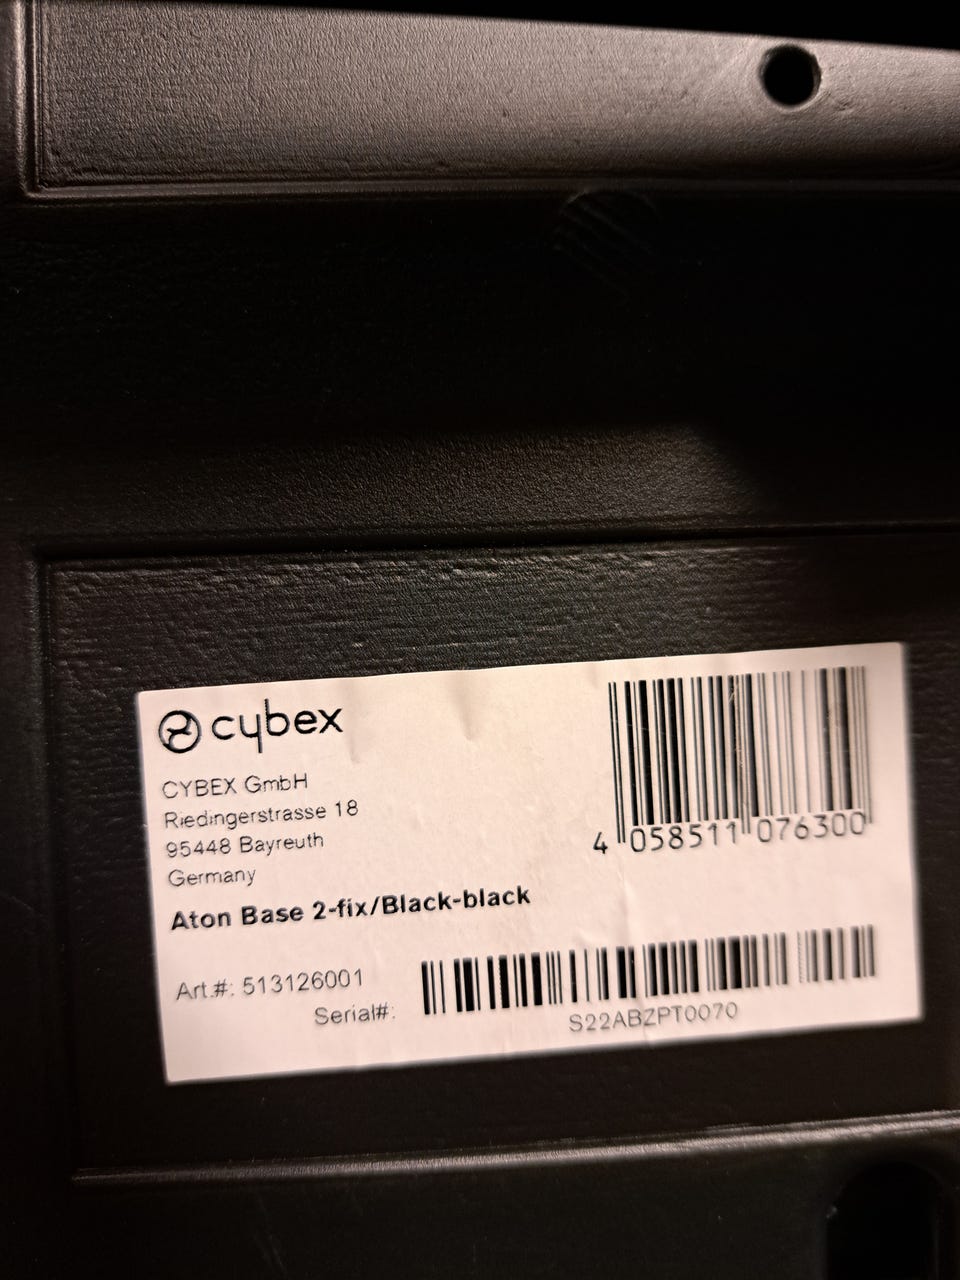 cybex
CYBEX GmbH
Riedingerstrasse 18
95448 Bayreuth
Germany
Aton Base 2-fix/Black-black
4 058511 076300
Art.#: 513126001
Serial#:
S22ABZPT0070